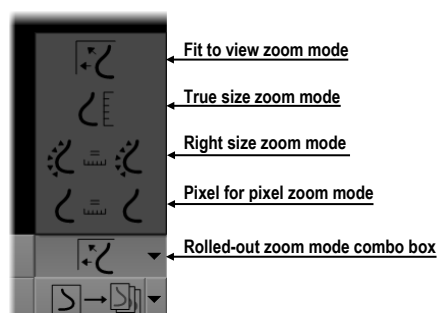 Fit to view zoom mode
True size zoom mode
Right size zoom mode
Pixel for pixel zoom mode
Rolled-out zoom mode combo box